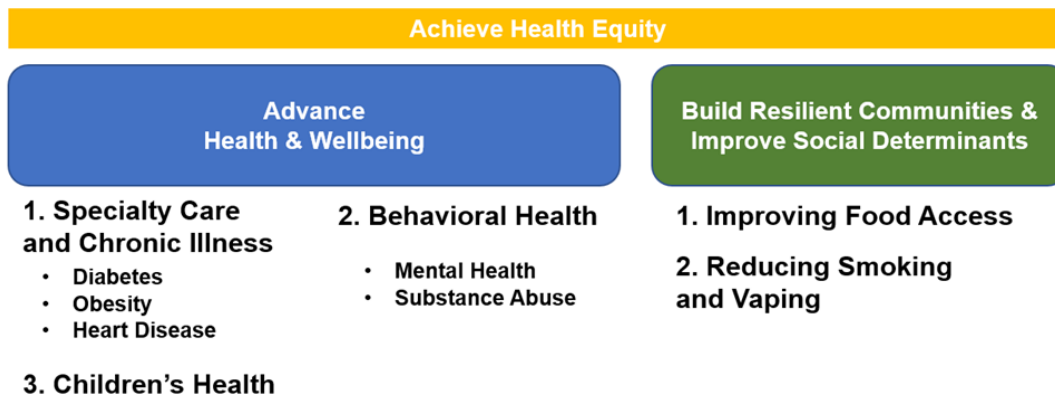 Achieve Health Equity
Advance
Health & Wellbeing
Build Resilient Communities &
Improve Social Determinants
1. Specialty Care
and Chronic Illness
• Diabetes
• Obesity
• Heart Disease
2. Behavioral Health
• Mental Health
• Substance Abuse
3. Children’s Health
1. Improving Food Access
2. Reducing Smoking
and Vaping